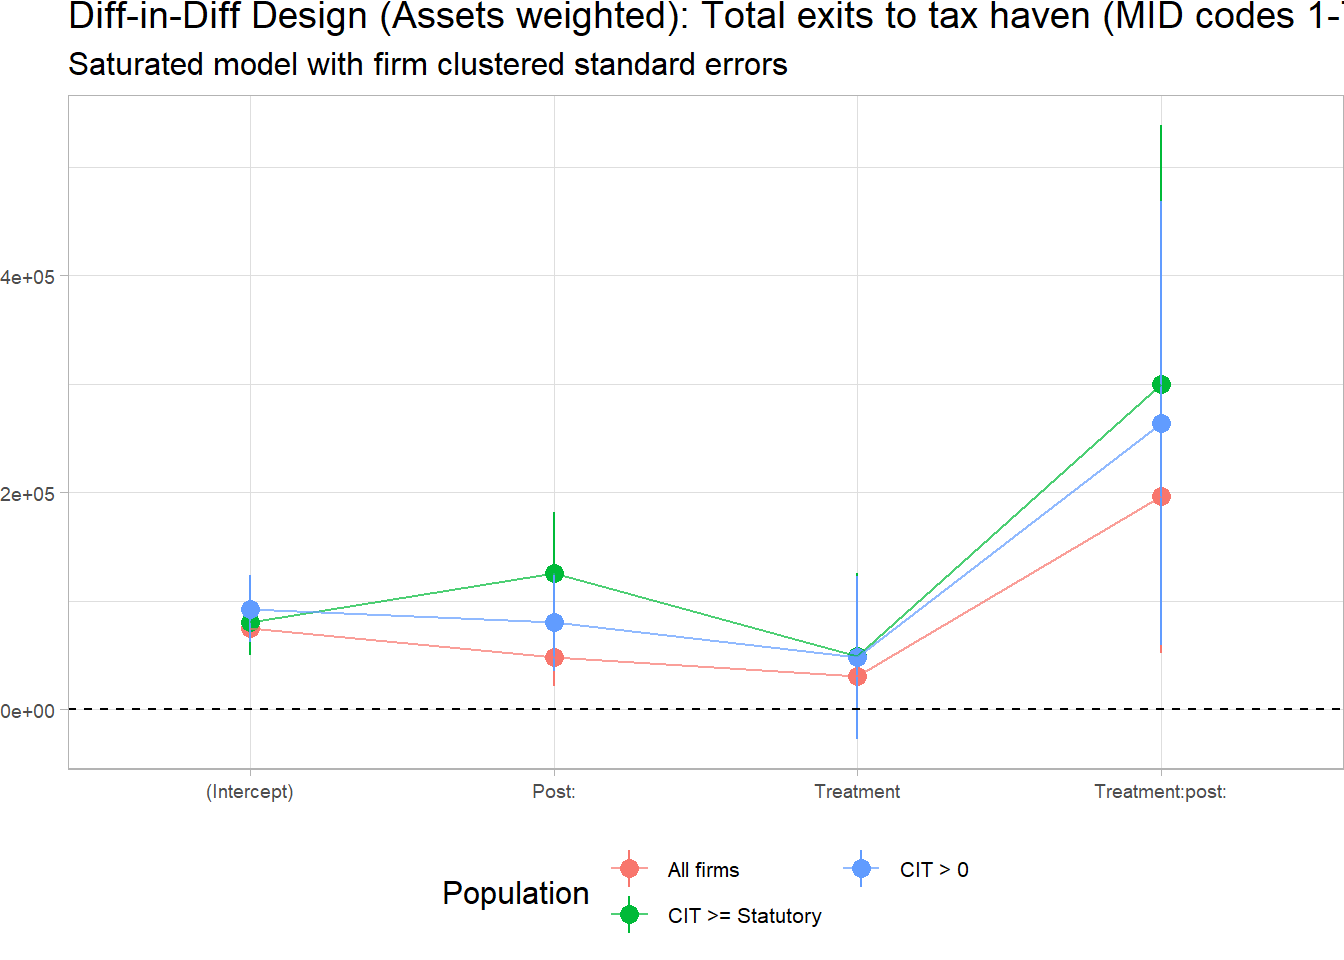 Diff-in-Diff Design (Assets weighted): Total exits to tax haven (MID codes 1-
Saturated model with firm clustered standard errors
4e+05
2e+05
0e+00
(Intercept) Post: Treatment Treatment:post:
Population
All firms CIT > 0
CIT >= Statutory